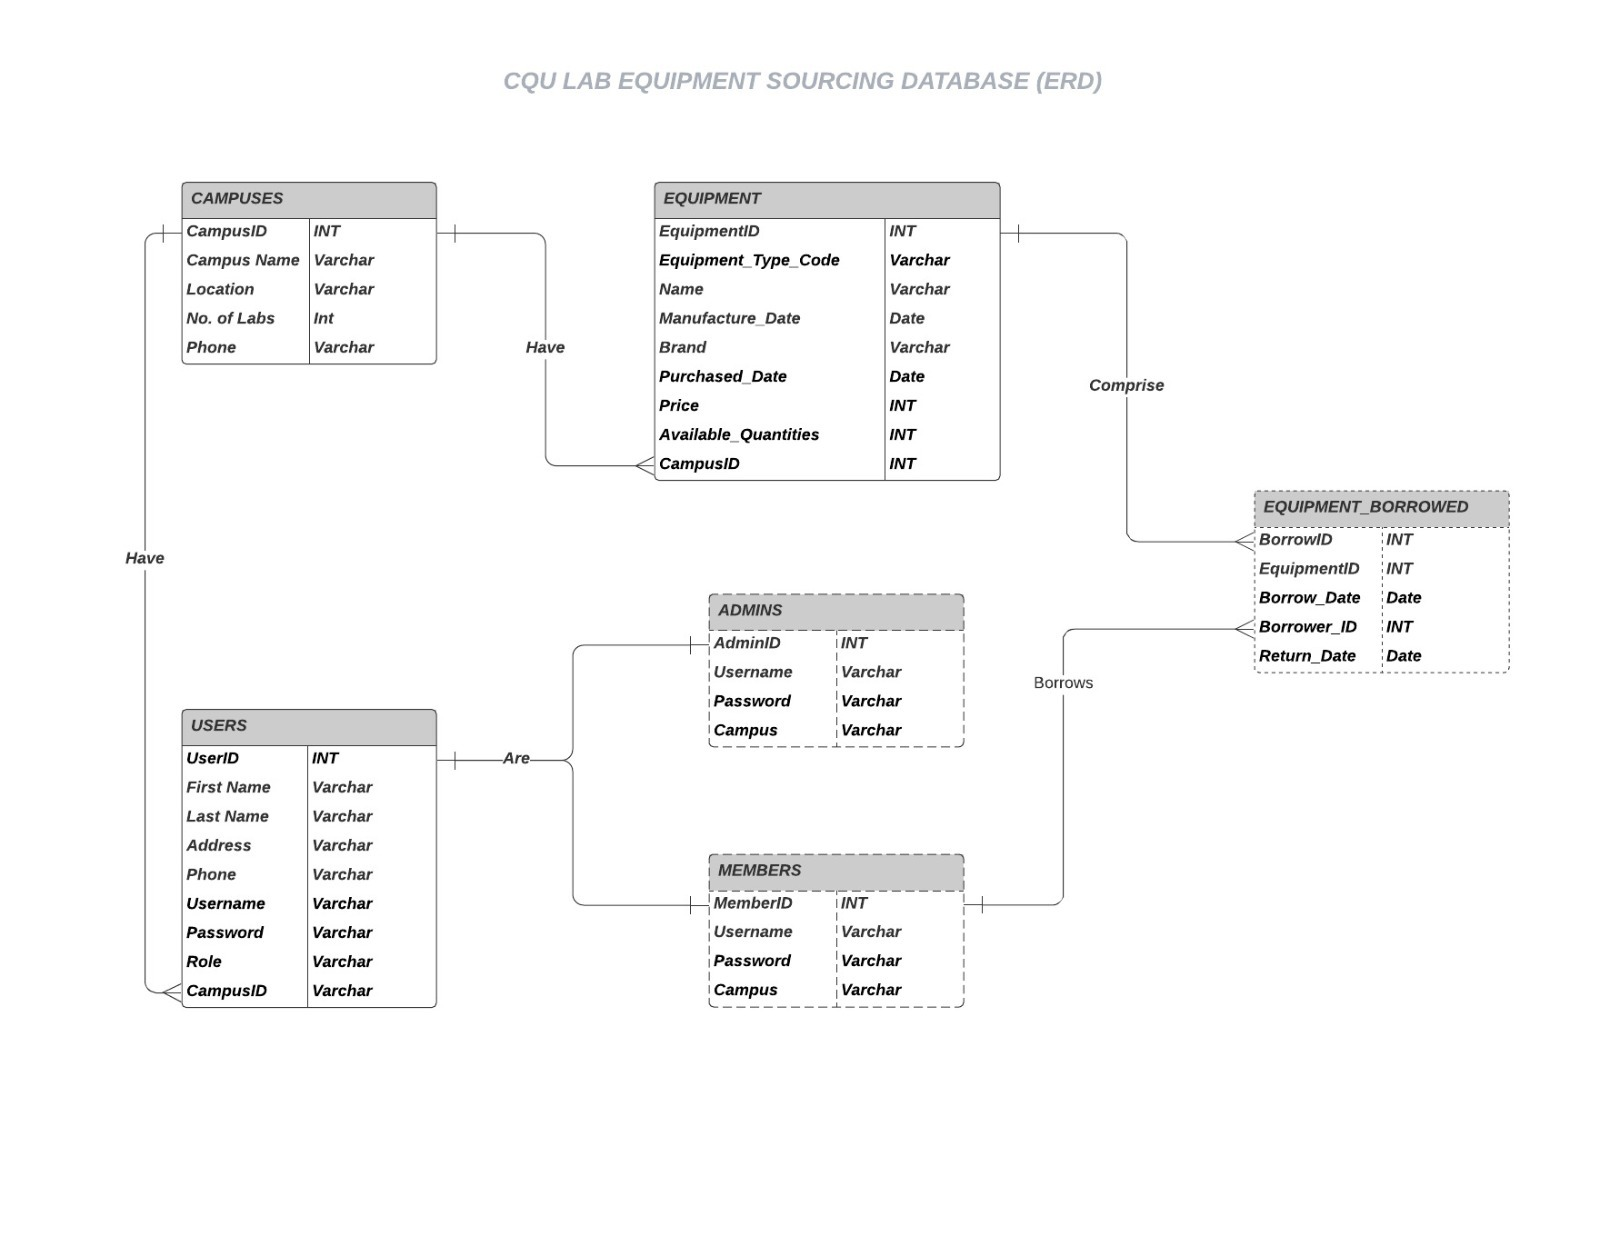 CQU LAB EQUIPMENT SOURCING DATABASE (ERD)
CAMPUSES
CampusID INT
Campus Name Varchar
Location Varchar
No. of Labs Int
Phone Varchar
Have
EQUIPMENT
EquipmentID INT
Equipment_Type_Code Varchar
Name Varchar
Manufacture_Date Date
Brand Varchar
Purchased_Date Date
Price INT
Available_Quantities INT
CampusID INT
Comprise
EQUIPMENT_BORROWED
BorrowID INT
EquipmentID INT
Borrow_Date Date
Borrower_ID INT
Return_Date Date
Have
ADMINS
AdminID INT
Username Varchar
Password Varchar
Campus Varchar
Borrows
USERS
UserID INT
First Name Varchar
Last Name Varchar
Address Varchar
Phone Varchar
Username Varchar
Password Varchar
Role Varchar
CampusID Varchar
Are
MEMBERS
MemberID INT
Username Varchar
Password Varchar
Campus Varchar